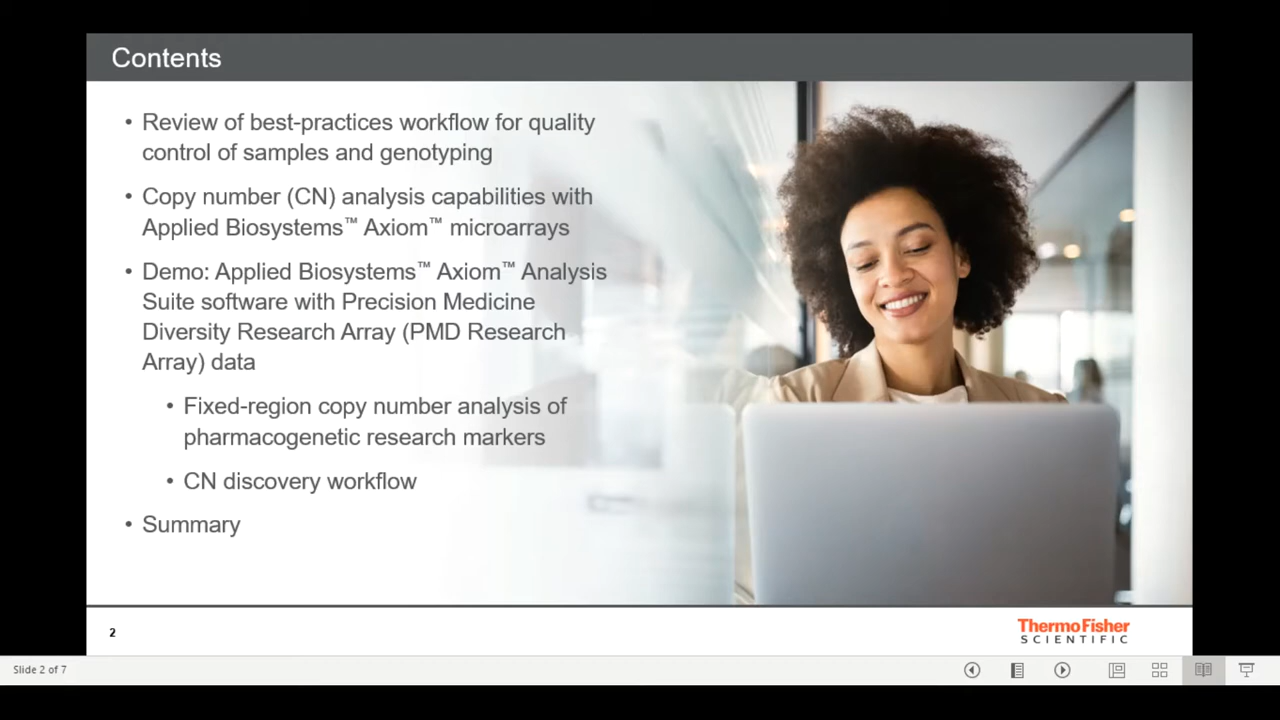 Contents
• Review of best-practices workflow for quality
control of samples and genotyping
• Copy number (CN) analysis capabilities with
Applied Biosystems™ Axiom™ microarrays
• Demo: Applied Biosystems™ Axiom™ Analysis
Suite software with Precision Medicine
Diversity Research Array (PMD Research
Array) data
• Fixed-region copy number analysis of
pharmacogenetic research markers
• CN discovery workflow
• Summary
2
ThermoFisher
SCIENTIFIC
Slide 2 of 7